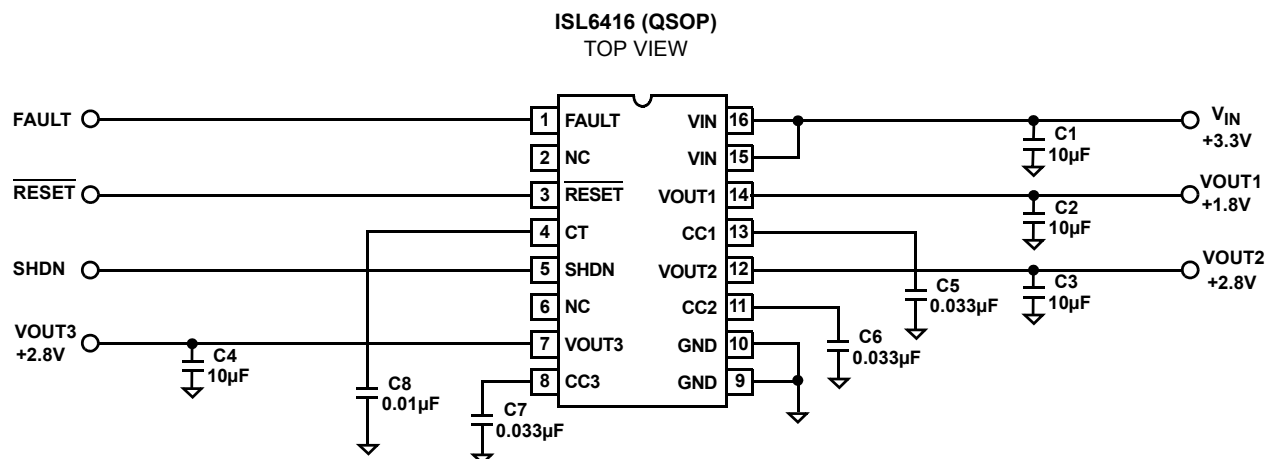 ISL6416 (QSOP)
TOP VIEW
FAULT
RESET
SHDN
VOUT3
+2.8V
C4
10µF
C8
0.01µF
C7
0.033µF
1 FAULT
2 NC
3 RESET
4 CT
5 SHDN
6 NC
7 VOUT3
8 CC3
VIN 16
VIN 15
VOUT1 14
CC1 13
VOUT2 12
CC2 11
GND 10
GND 9
C1
10µF
VIN
+3.3V
C2
10µF
VOUT1
+1.8V
C3
10µF
VOUT2
+2.8V
C5
0.033µF
C6
0.033µF